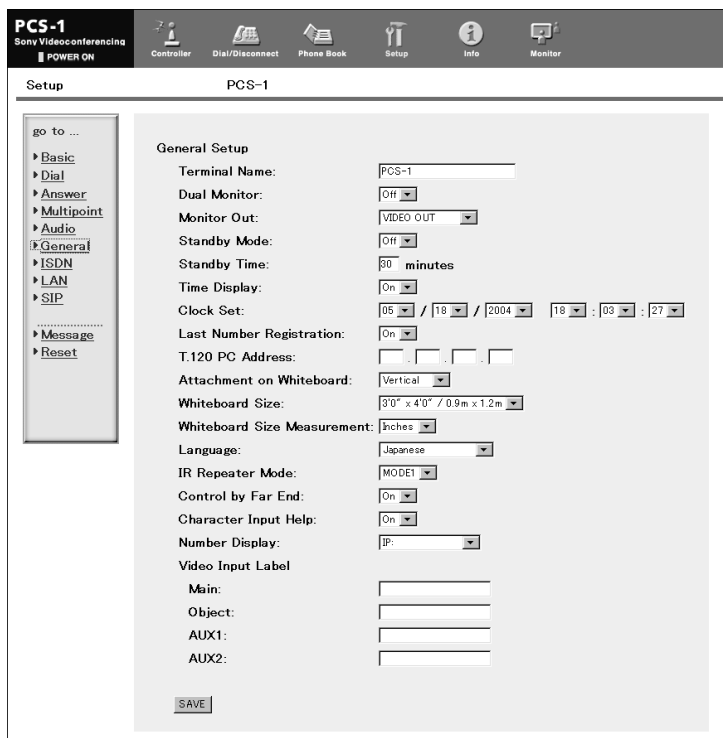 PCS-1
Sony Videoconferencing
POWER ON
Controller Dial/Disconnect Phone Book Setup Info Monitor
Setup PCS-1
go to ...
Basic
Dial
Answer
Multipoint
Audio
General
ISDN
LAN
SIP
Message
Reset
General Setup
Terminal Name: PCS-1
Dual Monitor: Off
Monitor Out: VIDEO OUT
Standby Mode: Off
Standby Time: 30 minutes
Time Display: On
Clock Set: 05 / 18 / 2004 18 : 03 : 27
Last Number Registration: On
T.120 PC Address: . . .
Attachment on Whiteboard: Vertical
Whiteboard Size: 3'0" x 4'0" / 0.9m x 1.2m
Whiteboard Size Measurement: Inches
Language: Japanese
IR Repeater Mode: MODE1
Control by Far End: On
Character Input Help: On
Number Display: IP:
Video Input Label
Main:
Object:
AUX1:
AUX2:
SAVE